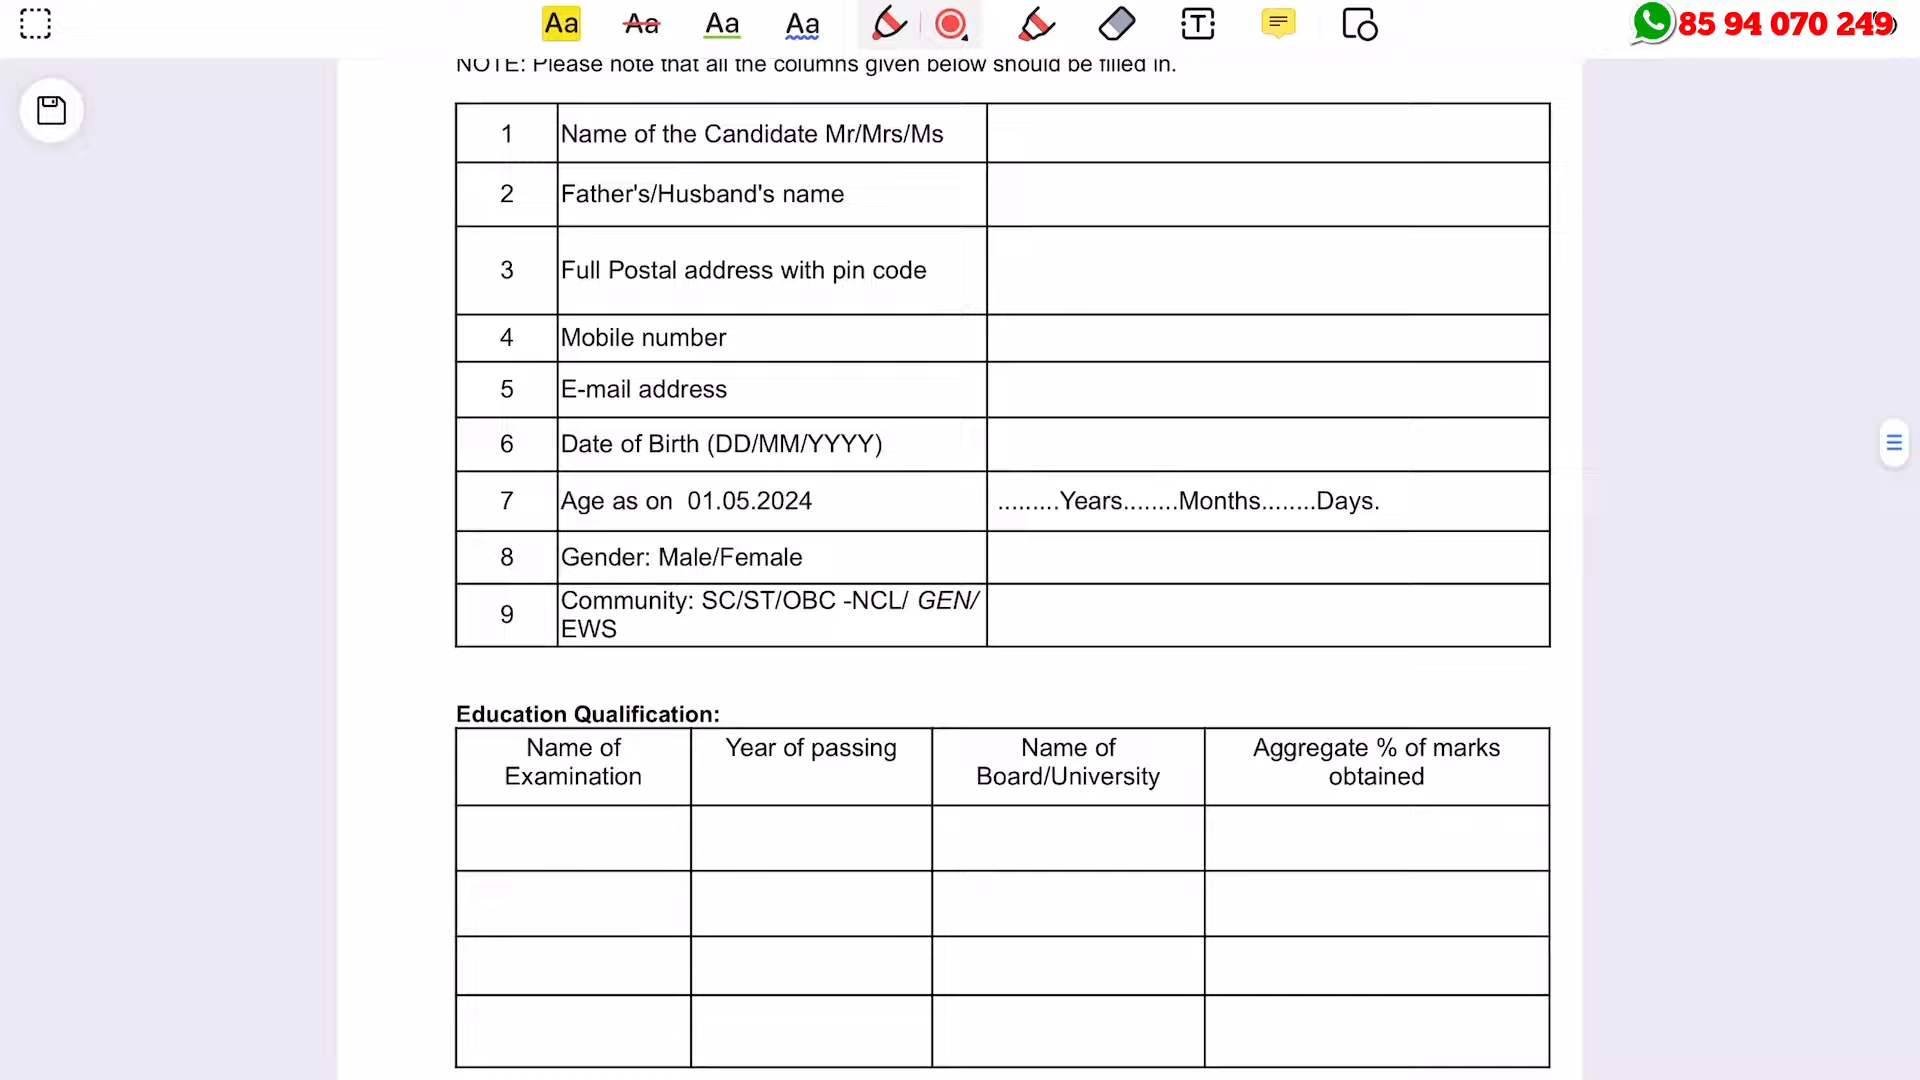 Aa Aa Aa Aa T
85 94 070 249
NOTE: Please note that all the columns given below should be filled in.
1 Name of the Candidate Mr/Mrs/Ms
2 Father's/Husband's name
3 Full Postal address with pin code
4 Mobile number
5 E-mail address
6 Date of Birth (DD/MM/YYYY)
7 Age as on 01.05.2024 .........Years........Months........Days.
8 Gender: Male/Female
9 Community: SC/ST/OBC -NCL/ GEN/
EWS
Education Qualification:
Name of Year of passing Name of Aggregate % of marks
Examination Board/University obtained